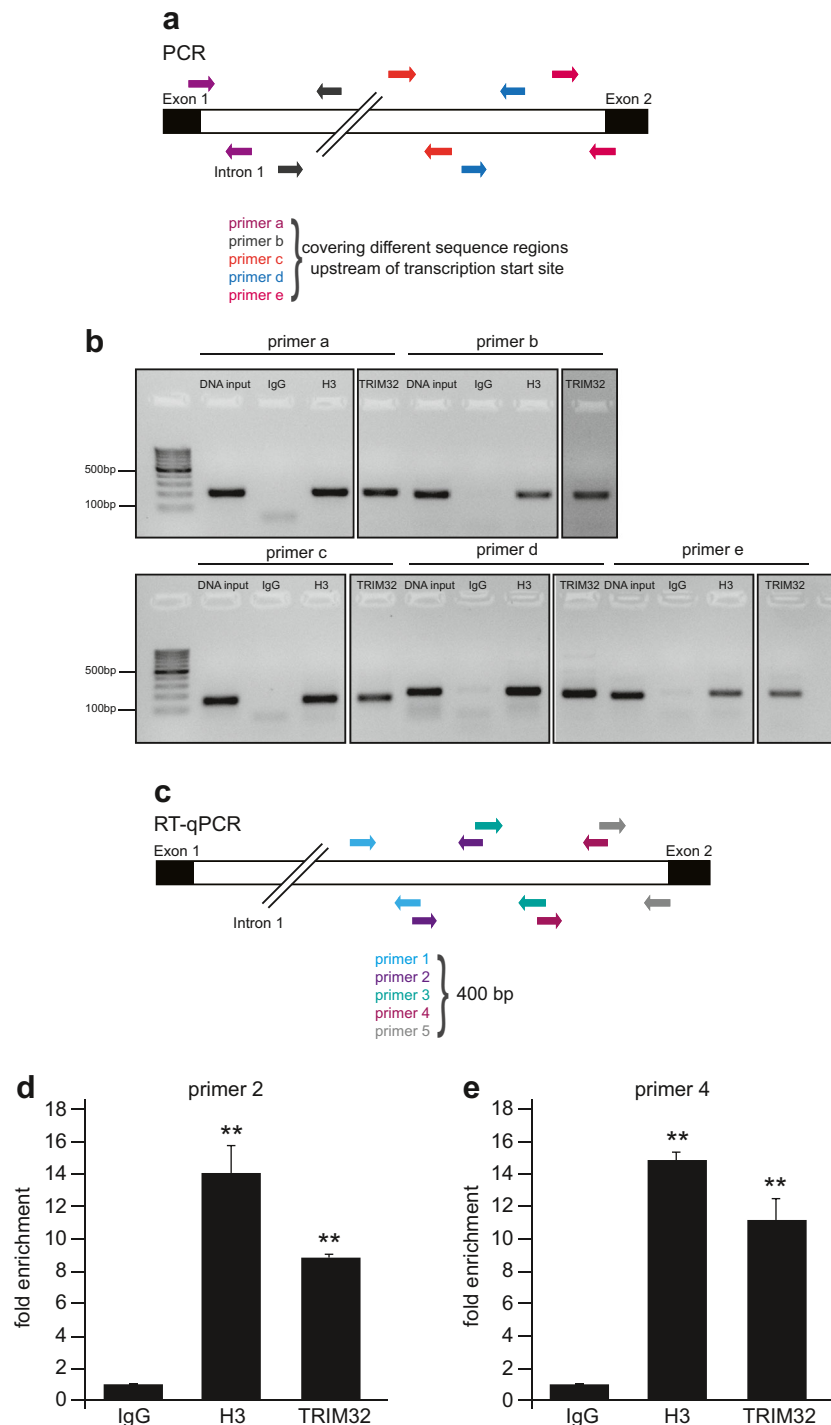 a
PCR
Exon 1
Exon 2
Intron 1
primer a
primer b
primer c
primer d
primer e
covering different sequence regions
upstream of transcription start site
b
primer a
primer b
DNA input
IgG
H3
TRIM32
DNA input
IgG
H3
TRIM32
500bp
100bp
primer c
primer d
primer e
DNA input
IgG
H3
TRIM32
DNA input
IgG
H3
TRIM32
DNA input
IgG
H3
TRIM32
500bp
100bp
c
RT-qPCR
Exon 1
Exon 2
Intron 1
primer 1
primer 2
primer 3
primer 4
primer 5
400 bp
d
primer 2
fold enrichment
18
16
14
12
10
8
6
4
2
0
**
**
IgG
H3
TRIM32
e
primer 4
fold enrichment
18
16
14
12
10
8
6
4
2
0
**
**
IgG
H3
TRIM32